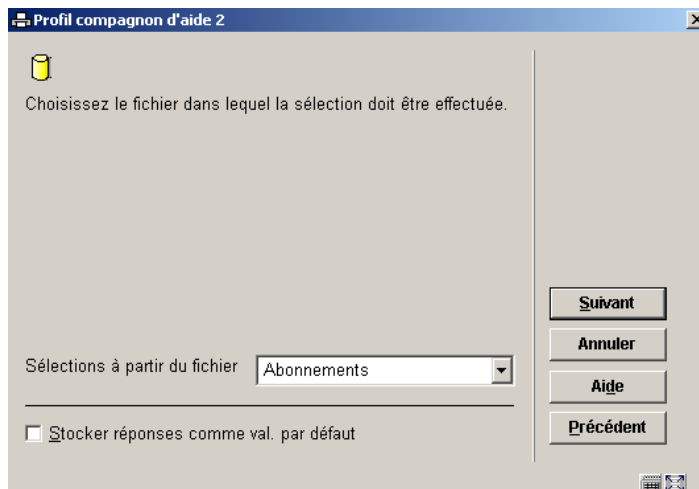 Profil compagnon d'aide 2
Choisissez le fichier dans lequel la sélection doit être effectuée.
Suivant
Annuler
Sélections à partir du fichier Abonnements
Aide
Stocker réponses comme val. par défaut
Précédent